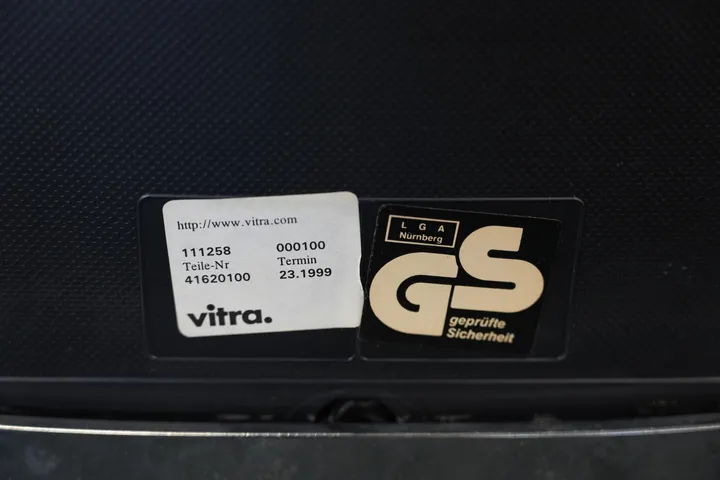 http://www.vitra.com
111258 000100
Teile-Nr Termin
41620100 23.1999
vitra.
L G A
Nürnberg
GS
geprüfte
Sicherheit